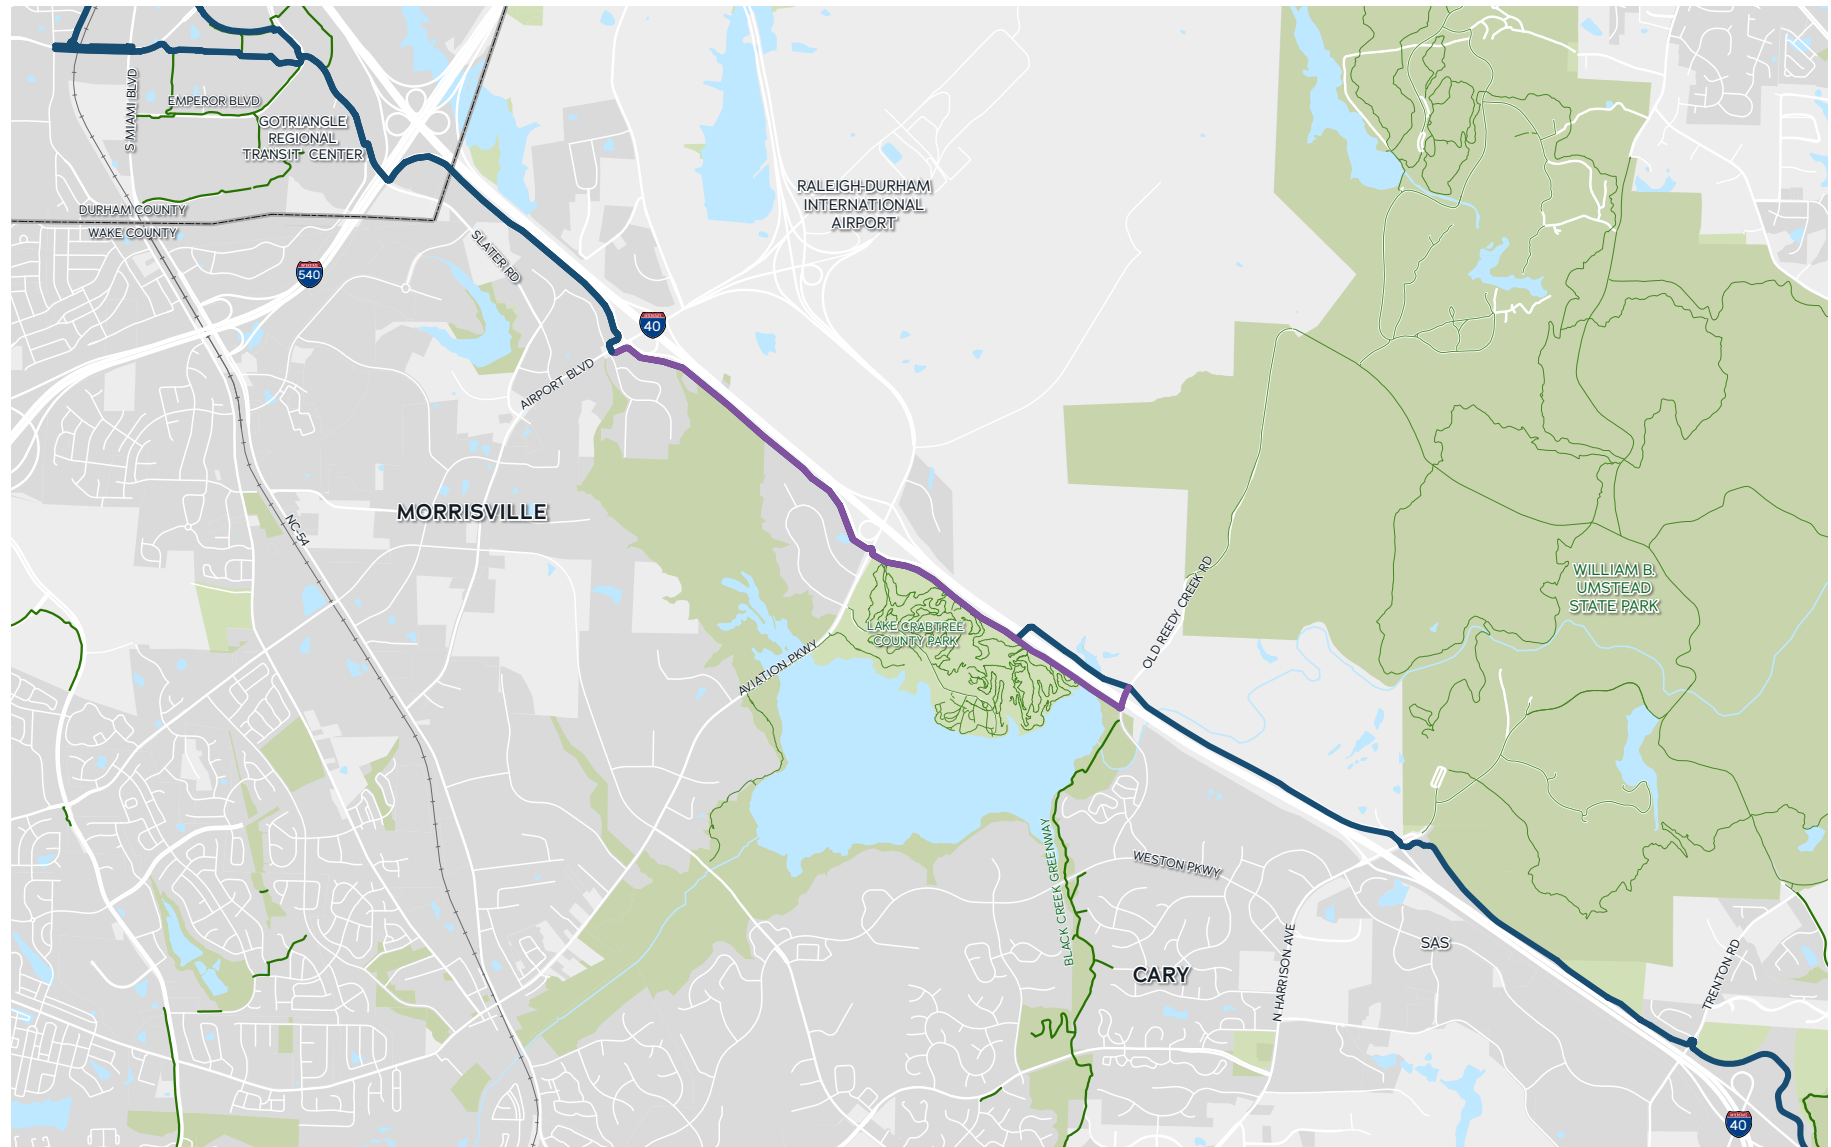 S MIAMI BLVD
EMPEROR BLVD
GOTRIANGLE
REGIONAL
TRANSIT CENTER
DURHAM COUNTY
WAKE COUNTY
RALEIGH-DURHAM
INTERNATIONAL
AIRPORT
SLATER RD
540
40
AIRPORT BLVD
MORRISVILLE
NC-54
WILLIAM B.
UMSTEAD
STATE PARK
OLD REEDY CREEK RD
LAKE CRABTREE
COUNTY PARK
AVIATION PKWY
BLACK CREEK GREENWAY
WESTON PKWY
N HARRISON AVE
SAS
CARY
TRENTON RD
40